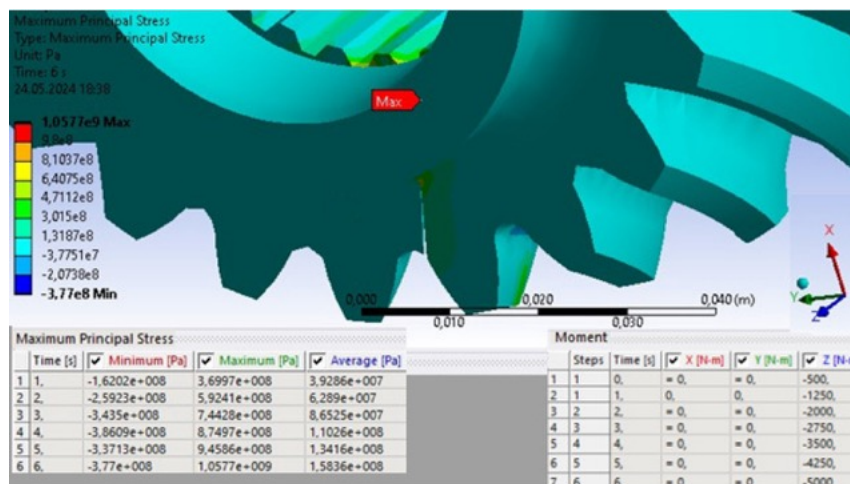 Maximum Principal Stress
Type: Maximum Principal Stress
Unit: Pa
Time: 6 s
24.05.2024 18:38
1,0577e9 Max
9,8e8
8,1037e8
6,4075e8
4,7112e8
3,015e8
1,3187e8
-3,7751e7
-2,0738e8
-3,77e8 Min
Max
X
Y
Z
0,000 0,020 0,040 (m)
0,010 0,030
Maximum Principal Stress
Time [s] Minimum [Pa] Maximum [Pa] Average [Pa]
1 1, -1,6202e+008 3,6997e+008 3,9286e+007
2 2, -2,5923e+008 5,9241e+008 6,289e+007
3 3, -3,435e+008 7,4428e+008 8,6525e+007
4 4, -3,8609e+008 8,7497e+008 1,1026e+008
5 5, -3,3713e+008 9,4586e+008 1,3416e+008
6 6, -3,77e+008 1,0577e+009 1,5836e+008
Moment
Steps Time [s] X [N-m] Y [N-m] Z [N-
1 1 0, = 0, = 0, -500,
2 1 1, 0, 0, -1250,
3 2 2, = 0, = 0, -2000,
4 3 3, = 0, = 0, -2750,
5 4 4, = 0, = 0, -3500,
6 5 5, = 0, = 0, -4250,
7 6 6, = 0, = 0, -5000,